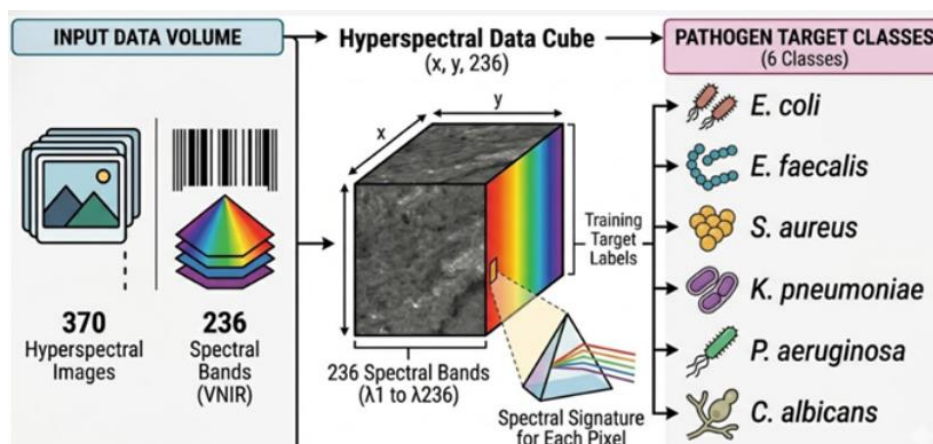 INPUT DATA VOLUME
370
Hyperspectral
Images
236
Spectral
Bands
(VNIR)
Hyperspectral Data Cube
(x, y, 236)
x
y
236 Spectral Bands
(λ1 to λ236)
Training
Target
Labels
Spectral Signature
for Each Pixel
PATHOGEN TARGET CLASSES
(6 Classes)
E. coli
E. faecalis
S. aureus
K. pneumoniae
P. aeruginosa
C. albicans